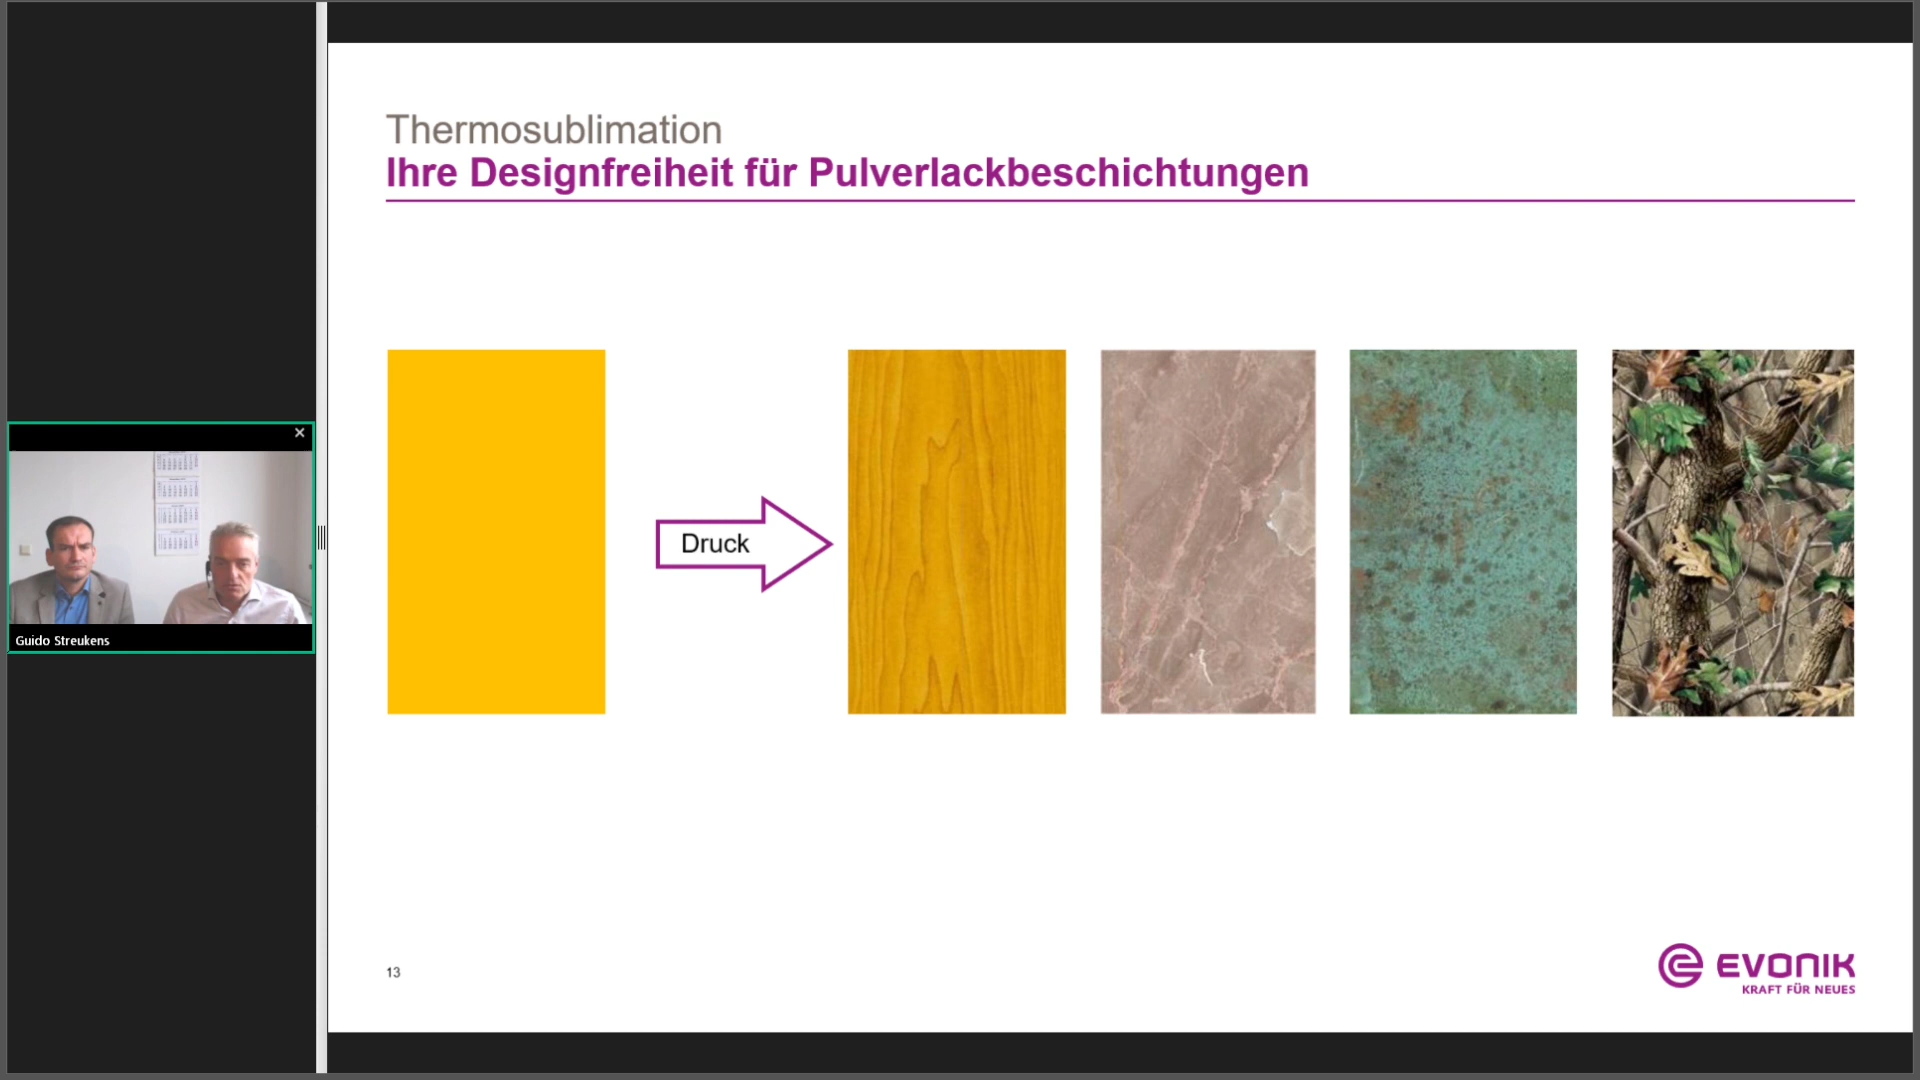 Thermosublimation
Ihre Designfreiheit für Pulverlackbeschichtungen
Druck
Guido Streukens
13
EVONIK
KRAFT FÜR NEUES